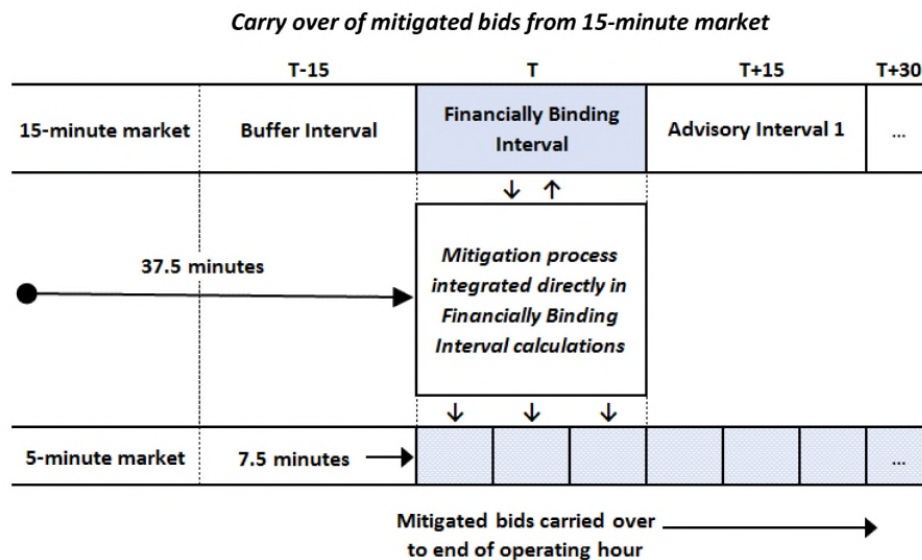 Carry over of mitigated bids from 15-minute market
T-15 T T+15 T+30
15-minute market
Buffer Interval
Financially Binding
Interval
Advisory Interval 1
...
↓ ↑
37.5 minutes
Mitigation process
integrated directly in
Financially Binding
Interval calculations
↓ ↓ ↓
5-minute market
7.5 minutes
...
Mitigated bids carried over
to end of operating hour